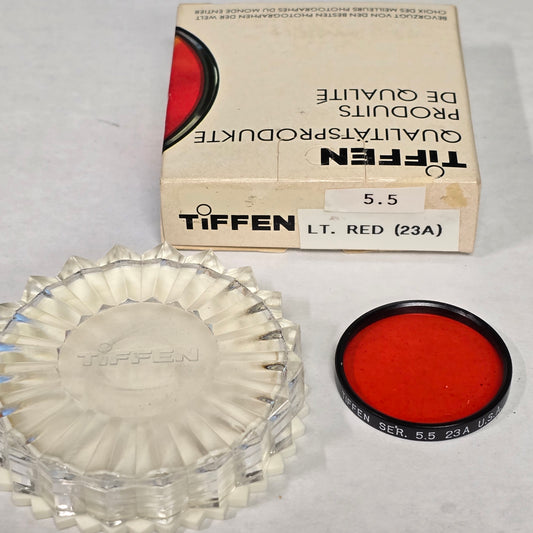 BEVORZUGT VON DEN BESTEN PHOTOGRAPHEN DER WELT
CHOIX DES MEILLEURS PHOTOGRAPHES DU MONDE ENTIER
TIFFEN
QUALITÄTSPRODUKTE
PRODUITS
DE QUALITÉ
5.5
TIFFEN
LT. RED (23A)
TIFFEN
TIFFEN SER. 5.5 23A U.S.A